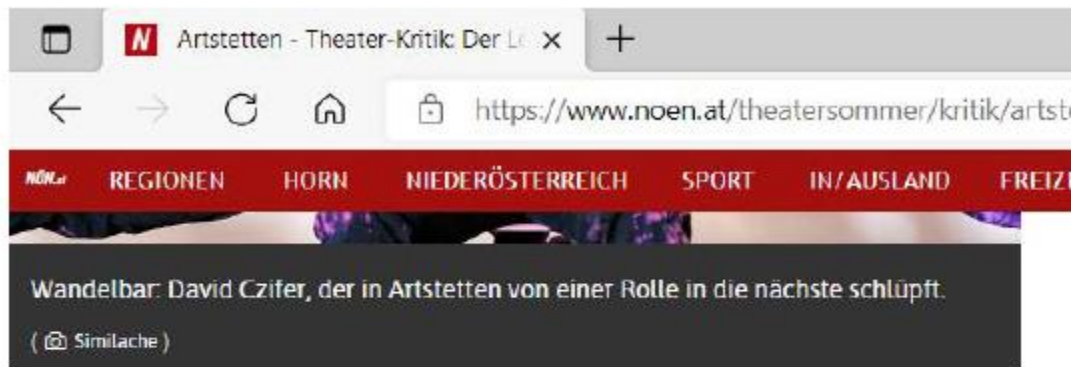 Artstetten - Theater-Kritik: Der L
https://www.noen.at/theatersommer/kritik/artst
NÖN.at REGIONEN HORN NIEDERÖSTERREICH SPORT IN/AUSLAND FREIZ
Wandelbar: David Czifer, der in Artstetten von einer Rolle in die nächste schlüpft.
( Similache )